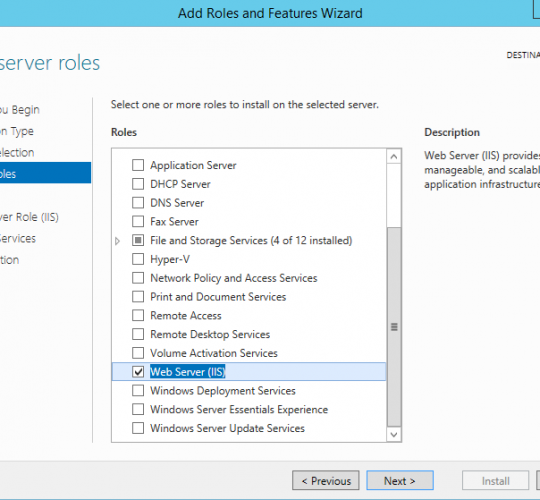 Add Roles and Features Wizard
server roles
DESTINA
ou Begin
on Type
election
oles
ver Role (IIS)
Services
tion
Select one or more roles to install on the selected server.
Roles
Application Server
DHCP Server
DNS Server
Fax Server
File and Storage Services (4 of 12 installed)
Hyper-V
Network Policy and Access Services
Print and Document Services
Remote Access
Remote Desktop Services
Volume Activation Services
Web Server (IIS)
Windows Deployment Services
Windows Server Essentials Experience
Windows Server Update Services
Description
Web Server (IIS) provides
manageable, and scalabl
application infrastructure
< Previous
Next >
Install